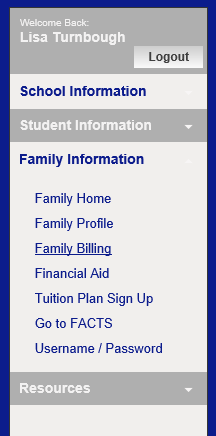 Welcome Back:
Lisa Turnbough
Logout
School Information
Student Information
Family Information
Family Home
Family Profile
Family Billing
Financial Aid
Tuition Plan Sign Up
Go to FACTS
Username / Password
Resources